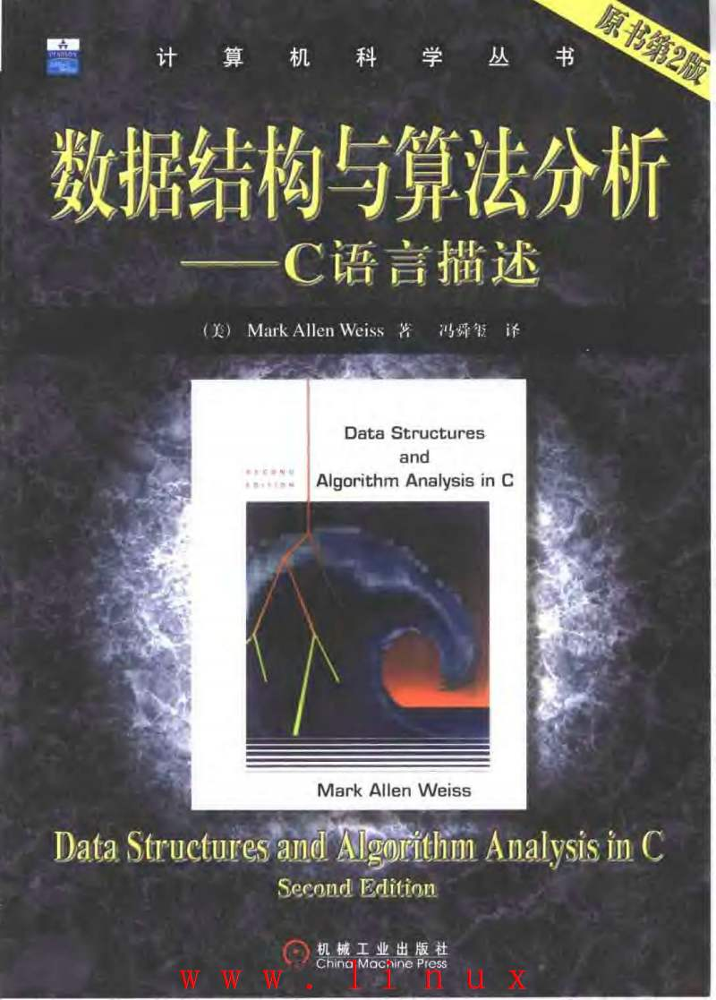 原书第2版
PEARSON
计算机科学丛书
数据结构与算法分析
——C语言描述
(美) Mark Allen Weiss 著 冯舜玺 译
Data Structures
and
SECOND
EDITION
Algorithm Analysis in C
Mark Allen Weiss
Data Structures and Algorithm Analysis in C
Second Edition
机械工业出版社
China Machine Press
www.linux